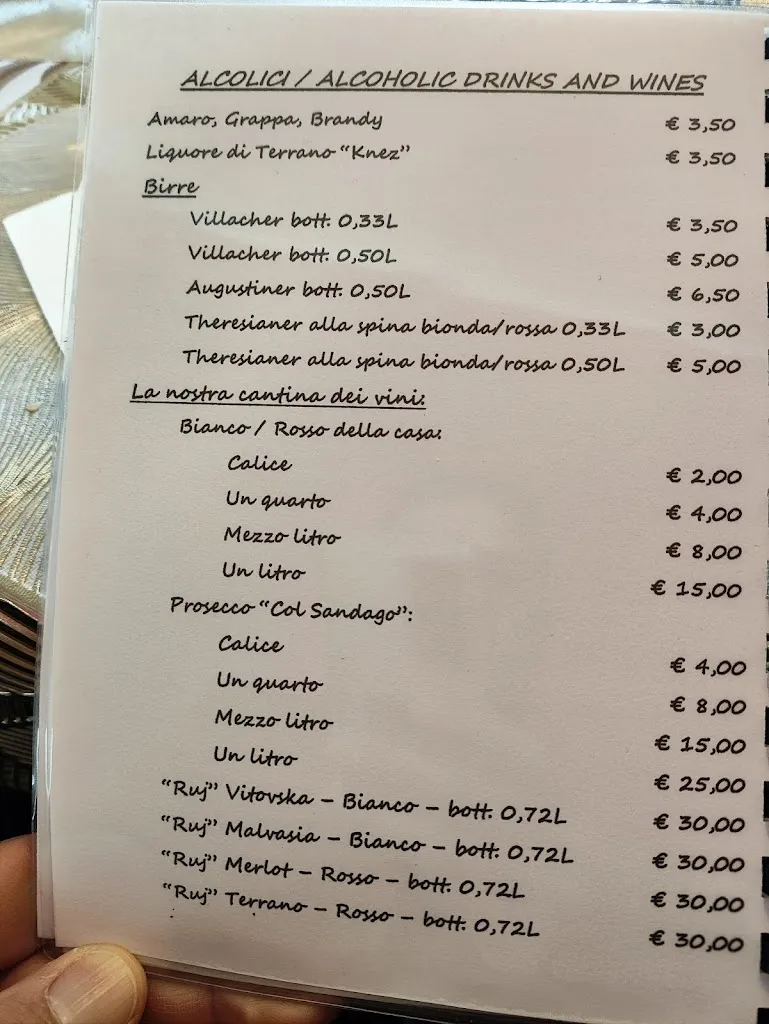 ALCOLICI / ALCOHOLIC DRINKS AND WINES
Amaro, Grappa, Brandy € 3,50
Liquore di Terrano "Knez" € 3,50
Birre
Villacher bott. 0,33L € 3,50
Villacher bott. 0,50L € 5,00
Augustiner bott. 0,50L € 6,50
Theresianer alla spina bionda/rossa 0,33L € 3,00
Theresianer alla spina bionda/rossa 0,50L € 5,00
La nostra cantina dei vini:
Bianco / Rosso della casa:
Calice € 2,00
Un quarto € 4,00
Mezzo litro € 8,00
Un litro € 15,00
Prosecco "Col Sandago":
Calice € 4,00
Un quarto € 8,00
Mezzo litro € 15,00
Un litro € 25,00
"Ruj" Vitovska – Bianco – bott. 0,72L € 30,00
"Ruj" Malvasia – Bianco – bott. 0,72L € 30,00
"Ruj" Merlot – Rosso – bott. 0,72L € 30,00
"Ruj" Terrano – Rosso – bott. 0,72L € 30,00